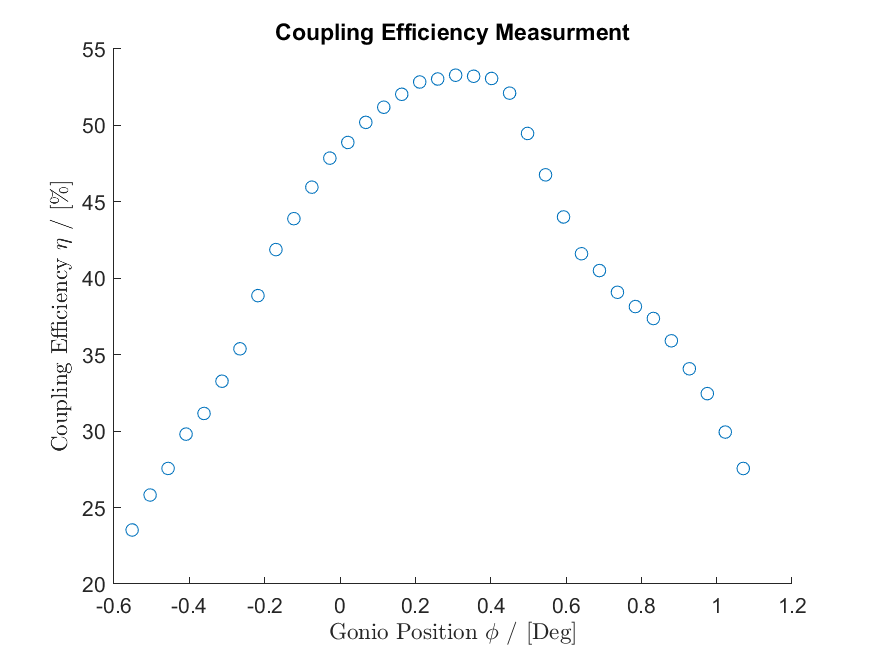 Coupling Efficiency Measurment
55
50
45
40
35
30
25
20
Coupling Efficiency η / [%]
-0.6 -0.4 -0.2 0 0.2 0.4 0.6 0.8 1 1.2
Gonio Position ϕ / [Deg]